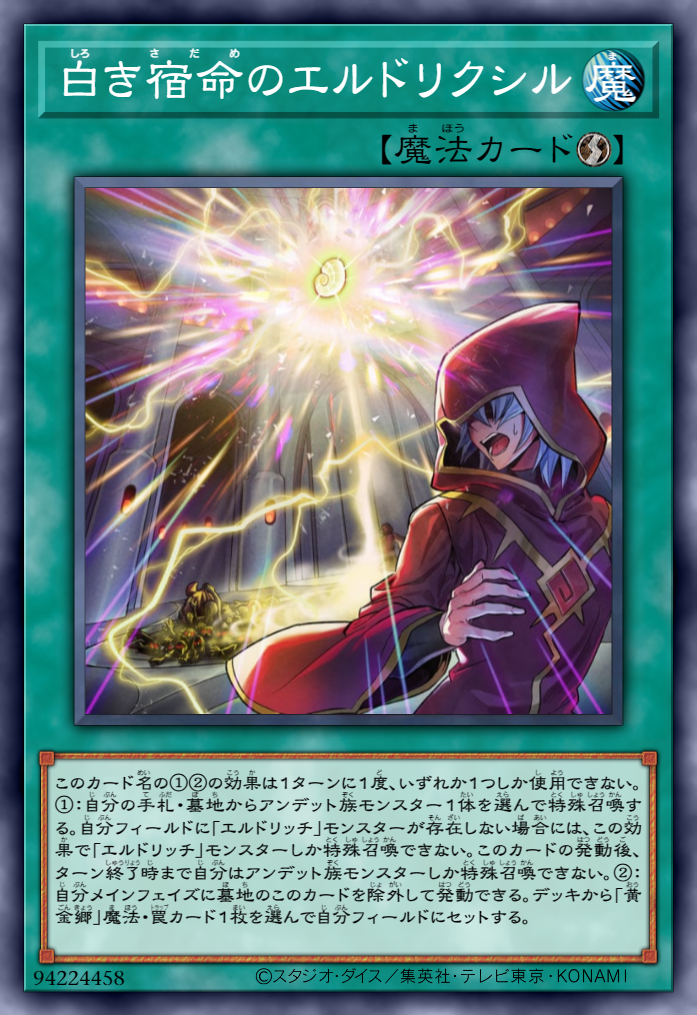 白き宿命のエルドリクシル 魔
【魔法カード】
このカード名の①②の効果は1ターンに1度、いずれか1つしか使用できない。
①：自分の手札・墓地からアンデット族モンスター1体を選んで特殊召喚す
る。自分フィールドに「エルドリッチ」モンスターが存在しない場合には、この効
果で「エルドリッチ」モンスターしか特殊召喚できない。このカードの発動後、
ターン終了時まで自分はアンデット族モンスターしか特殊召喚できない。②：
自分メインフェイズに墓地のこのカードを除外して発動できる。デッキから「黄
金郷」魔法・罠カード1枚を選んで自分フィールドにセットする。
94224458 ©スタジオ・ダイス／集英社・テレビ東京・KONAMI